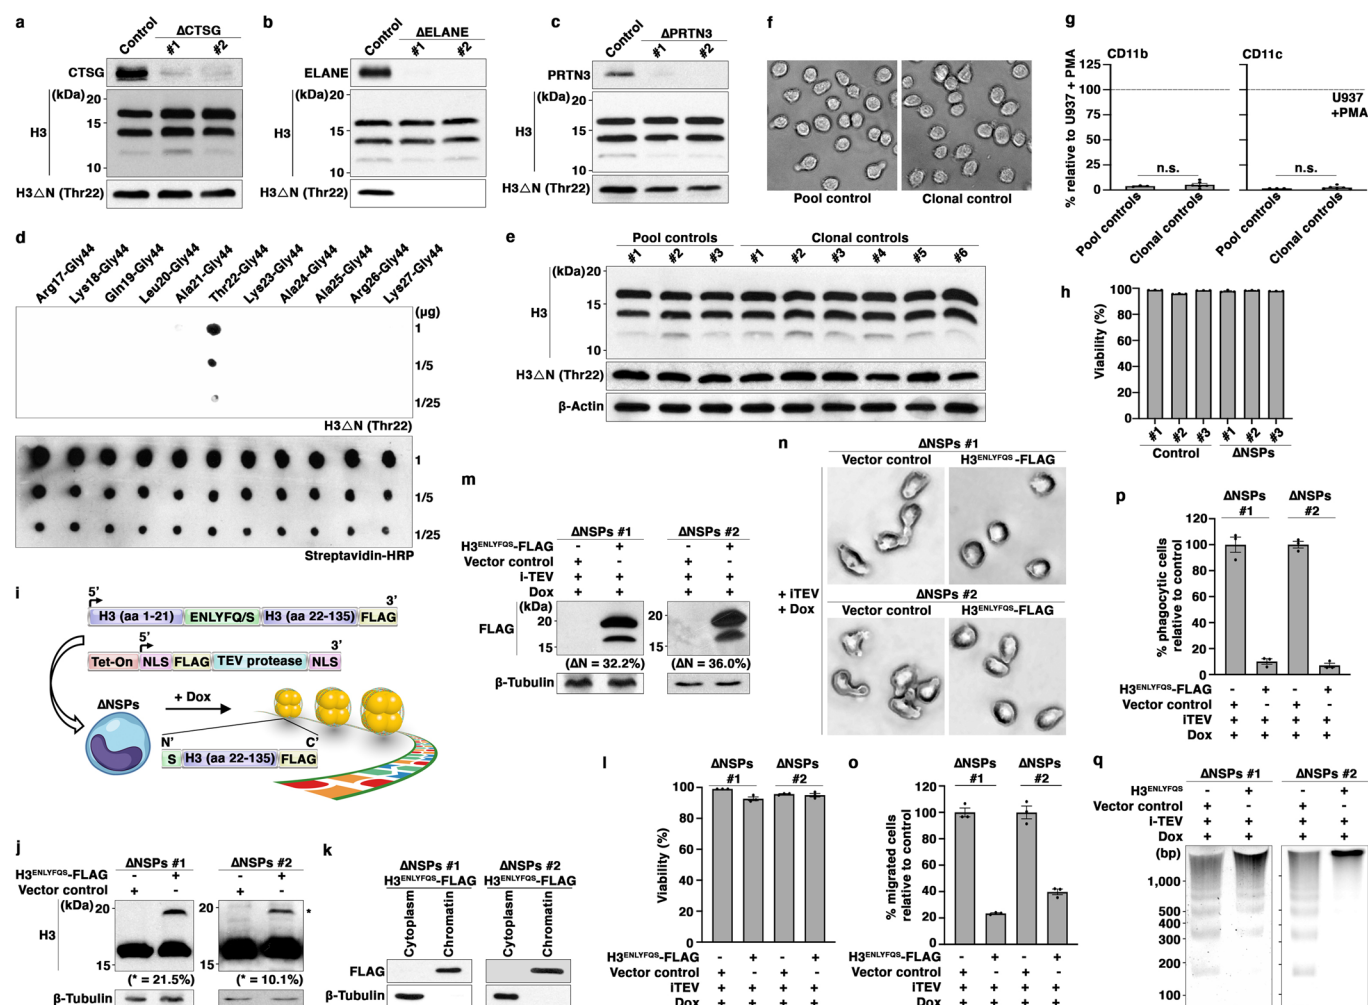 a
Control
ΔCTSG
#1
#2
CTSG
(kDa)
20
15
10
H3
H3△N (Thr22)
b
Control
ΔELANE
#1
#2
ELANE
(kDa)
20
15
10
H3
H3△N (Thr22)
c
Control
ΔPRTN3
#1
#2
PRTN3
(kDa)
20
15
10
H3
H3△N (Thr22)
f
Pool control
Clonal control
g
CD11b
CD11c
% relative to U937 + PMA
125
100
75
50
25
0
U937
+PMA
n.s.
n.s.
Pool controls
Clonal controls
Pool controls
Clonal controls
d
Arg17-Gly44
Lys18-Gly44
Gln19-Gly44
Leu20-Gly44
Ala21-Gly44
Thr22-Gly44
Lys23-Gly44
Ala24-Gly44
Ala25-Gly44
Arg26-Gly44
Lys27-Gly44
(μg)
1
1/5
1/25
H3△N (Thr22)
1
1/5
1/25
Streptavidin-HRP
e
Pool controls
Clonal controls
#1 #2 #3 #1 #2 #3 #4 #5 #6
(kDa)
20
15
10
H3
H3△N (Thr22)
β-Actin
h
Viability (%)
100
80
60
40
20
0
#1 #2 #3 #1 #2 #3
Control
ΔNSPs
i
5'
3'
H3 (aa 1-21) ENLYFQ/S H3 (aa 22-135) FLAG
5'
3'
Tet-On NLS FLAG TEV protease NLS
ΔNSPs
+ Dox
N'
C'
S H3 (aa 22-135) FLAG
m
ΔNSPs #1
ΔNSPs #2
H3ENLYFQS-FLAG - + - +
Vector control + - + -
i-TEV + + + +
Dox + + + +
(kDa)
20
15
20
15
FLAG
(ΔN = 32.2%)
(ΔN = 36.0%)
β-Tubulin
n
ΔNSPs #1
Vector control
H3ENLYFQS-FLAG
+ iTEV
+ Dox
ΔNSPs #2
Vector control
H3ENLYFQS-FLAG
p
ΔNSPs
#1
ΔNSPs
#2
% phagocytic cells
relative to control
120
100
80
60
40
20
0
H3ENLYFQS-FLAG - + - +
Vector control + - + -
iTEV + + + +
Dox + + + +
j
ΔNSPs #1
ΔNSPs #2
H3ENLYFQS-FLAG - + - +
Vector control + - + -
(kDa)
20
15
20
15
*
H3
(* = 21.5%)
(* = 10.1%)
β-Tubulin
k
ΔNSPs #1
H3ENLYFQS-FLAG
ΔNSPs #2
H3ENLYFQS-FLAG
Cytoplasm
Chromatin
Cytoplasm
Chromatin
FLAG
β-Tubulin
l
ΔNSPs
#1
ΔNSPs
#2
Viability (%)
100
80
60
40
20
0
H3ENLYFQS-FLAG - + - +
Vector control + - + -
iTEV + + + +
Dox + + + +
o
ΔNSPs
#1
ΔNSPs
#2
% migrated cells
relative to control
120
100
80
60
40
20
0
H3ENLYFQS-FLAG - + - +
Vector control + - + -
iTEV + + + +
Dox + + + +
q
ΔNSPs #1
ΔNSPs #2
H3ENLYFQS - + - +
Vector control + - + -
i-TEV + + + +
Dox + + + +
(bp)
1,000
500
400
300
200
100